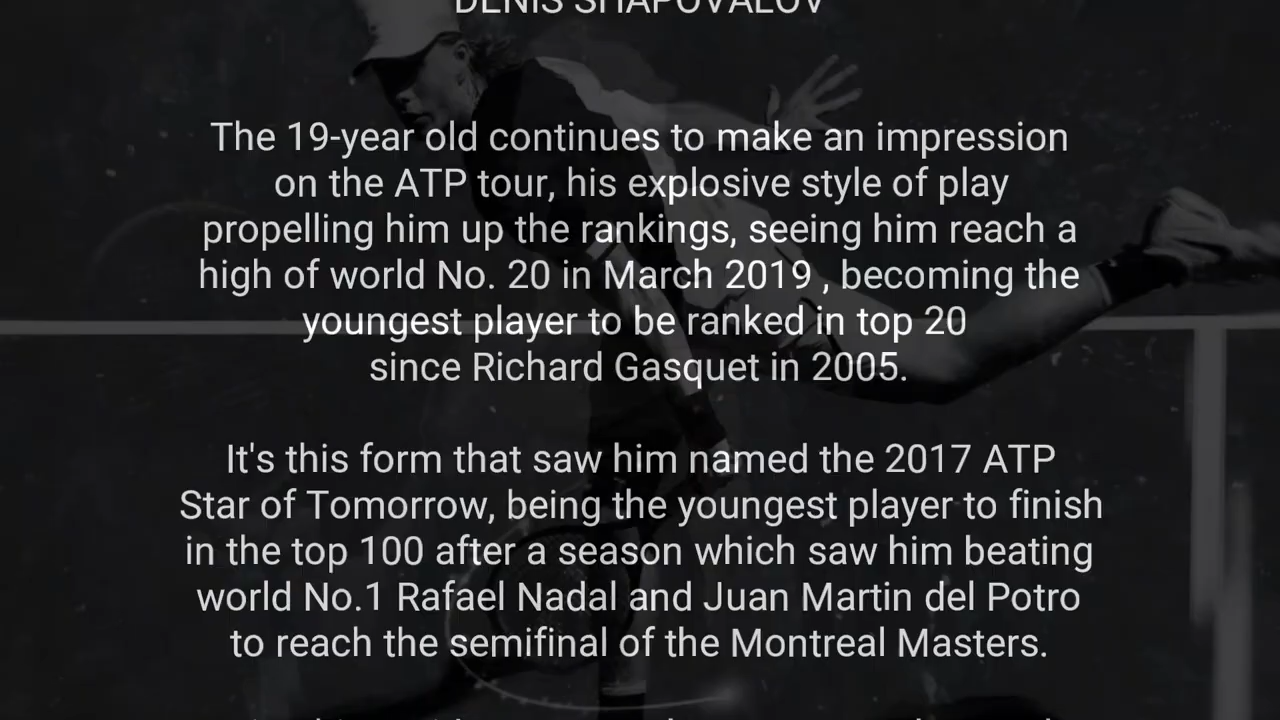 DENIS SHAPOVALOV
The 19-year old continues to make an impression
on the ATP tour, his explosive style of play
propelling him up the rankings, seeing him reach a
high of world No. 20 in March 2019 , becoming the
youngest player to be ranked in top 20
since Richard Gasquet in 2005.
It's this form that saw him named the 2017 ATP
Star of Tomorrow, being the youngest player to finish
in the top 100 after a season which saw him beating
world No.1 Rafael Nadal and Juan Martin del Potro
to reach the semifinal of the Montreal Masters.